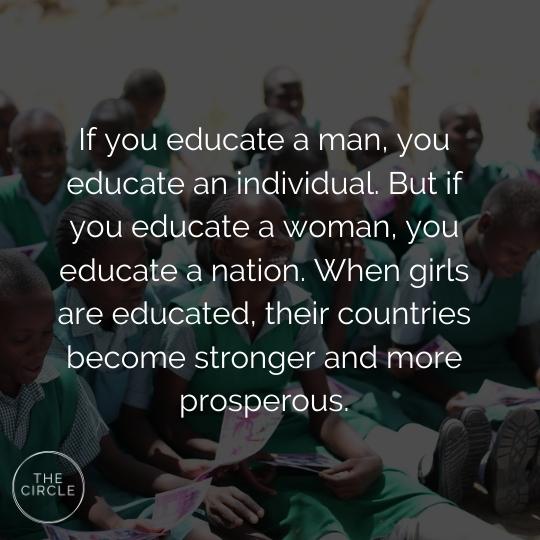 If you educate a man, you
educate an individual. But if
you educate a woman, you
educate a nation. When girls
are educated, their countries
become stronger and more
prosperous.
THE
CIRCLE